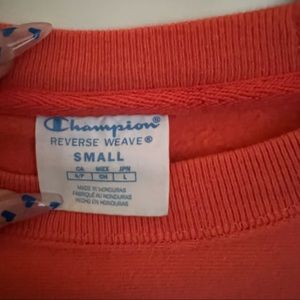 Champion®
REVERSE WEAVE®
SMALL
CA MEX JPN
S/P CH L
MADE IN HONDURAS
FABRIQUÉ AU HONDURAS
HECHO EN HONDURAS